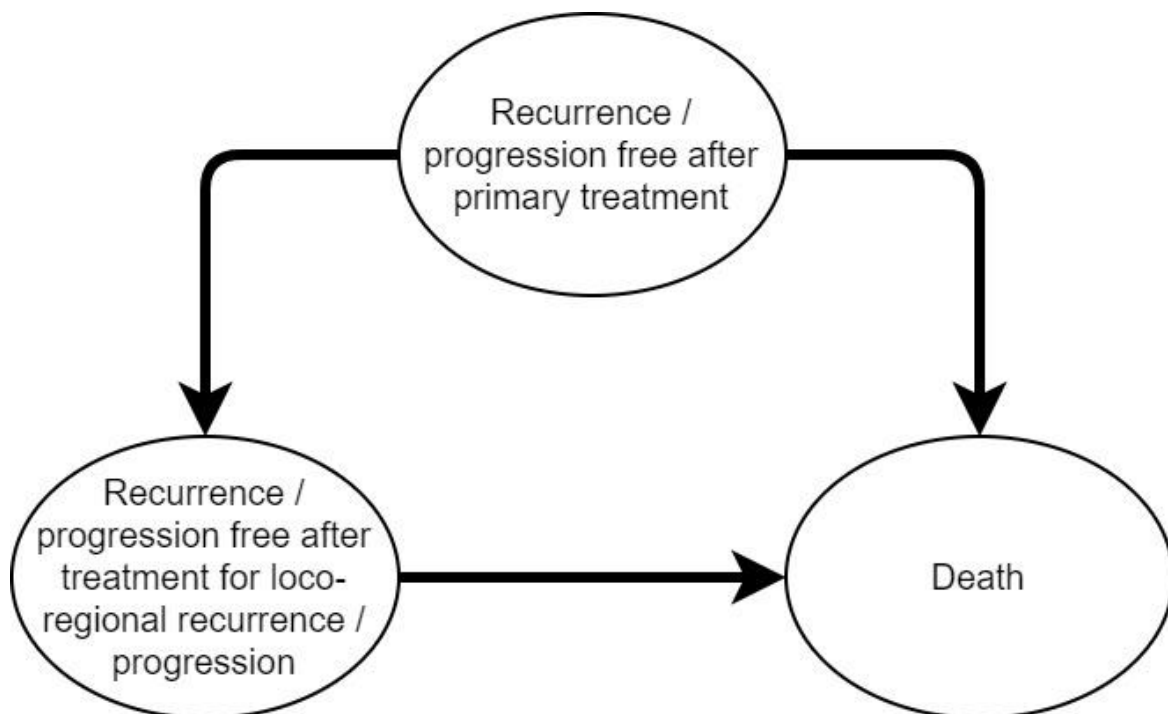 Recurrence /
progression free after
primary treatment
Recurrence /
progression free after
treatment for loco-
regional recurrence /
progression
Death